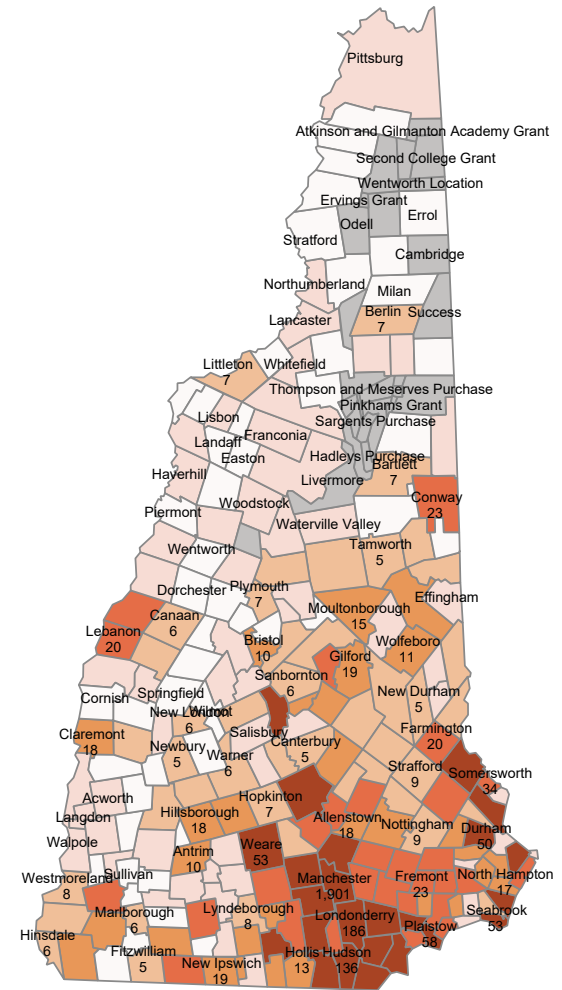 Pittsburg
Atkinson and Gilmanton Academy Grant
Second College Grant
Wentworth Location
Ervings Grant
Errol
Odell
Stratford
Cambridge
Northumberland
Milan
Berlin
7
Success
Lancaster
Littleton
7
Whitefield
Thompson and Meserves Purchase
Pinkhams Grant
Lisbon
Sargents Purchase
Landaff
Franconia
Easton
Hadleys Purchase
Bartlett
7
Haverhill
Livermore
Conway
23
Woodstock
Piermont
Waterville Valley
Wentworth
Tamworth
5
Dorchester
Plymouth
7
Effingham
Moultonborough
15
Canaan
6
Lebanon
20
Bristol
10
Wolfeboro
11
Gilford
19
Sanbornton
6
Springfield
Cornish
New Durham
5
New London
6
Wilmot
Claremont
18
Salisbury
Farmington
20
Newbury
5
Canterbury
5
Warner
6
Strafford
9
Somersworth
34
Acworth
Hopkinton
7
Langdon
Hillsborough
18
Allenstown
18
Nottingham
9
Durham
50
Walpole
Antrim
10
Weare
53
Sullivan
Westmoreland
8
Manchester
1,901
Fremont
23
North Hampton
17
Marlborough
6
Lyndeborough
8
Londonderry
186
Seabrook
53
Plaistow
58
Hinsdale
6
Fitzwilliam
5
New Ipswich
19
Hollis
13
Hudson
136